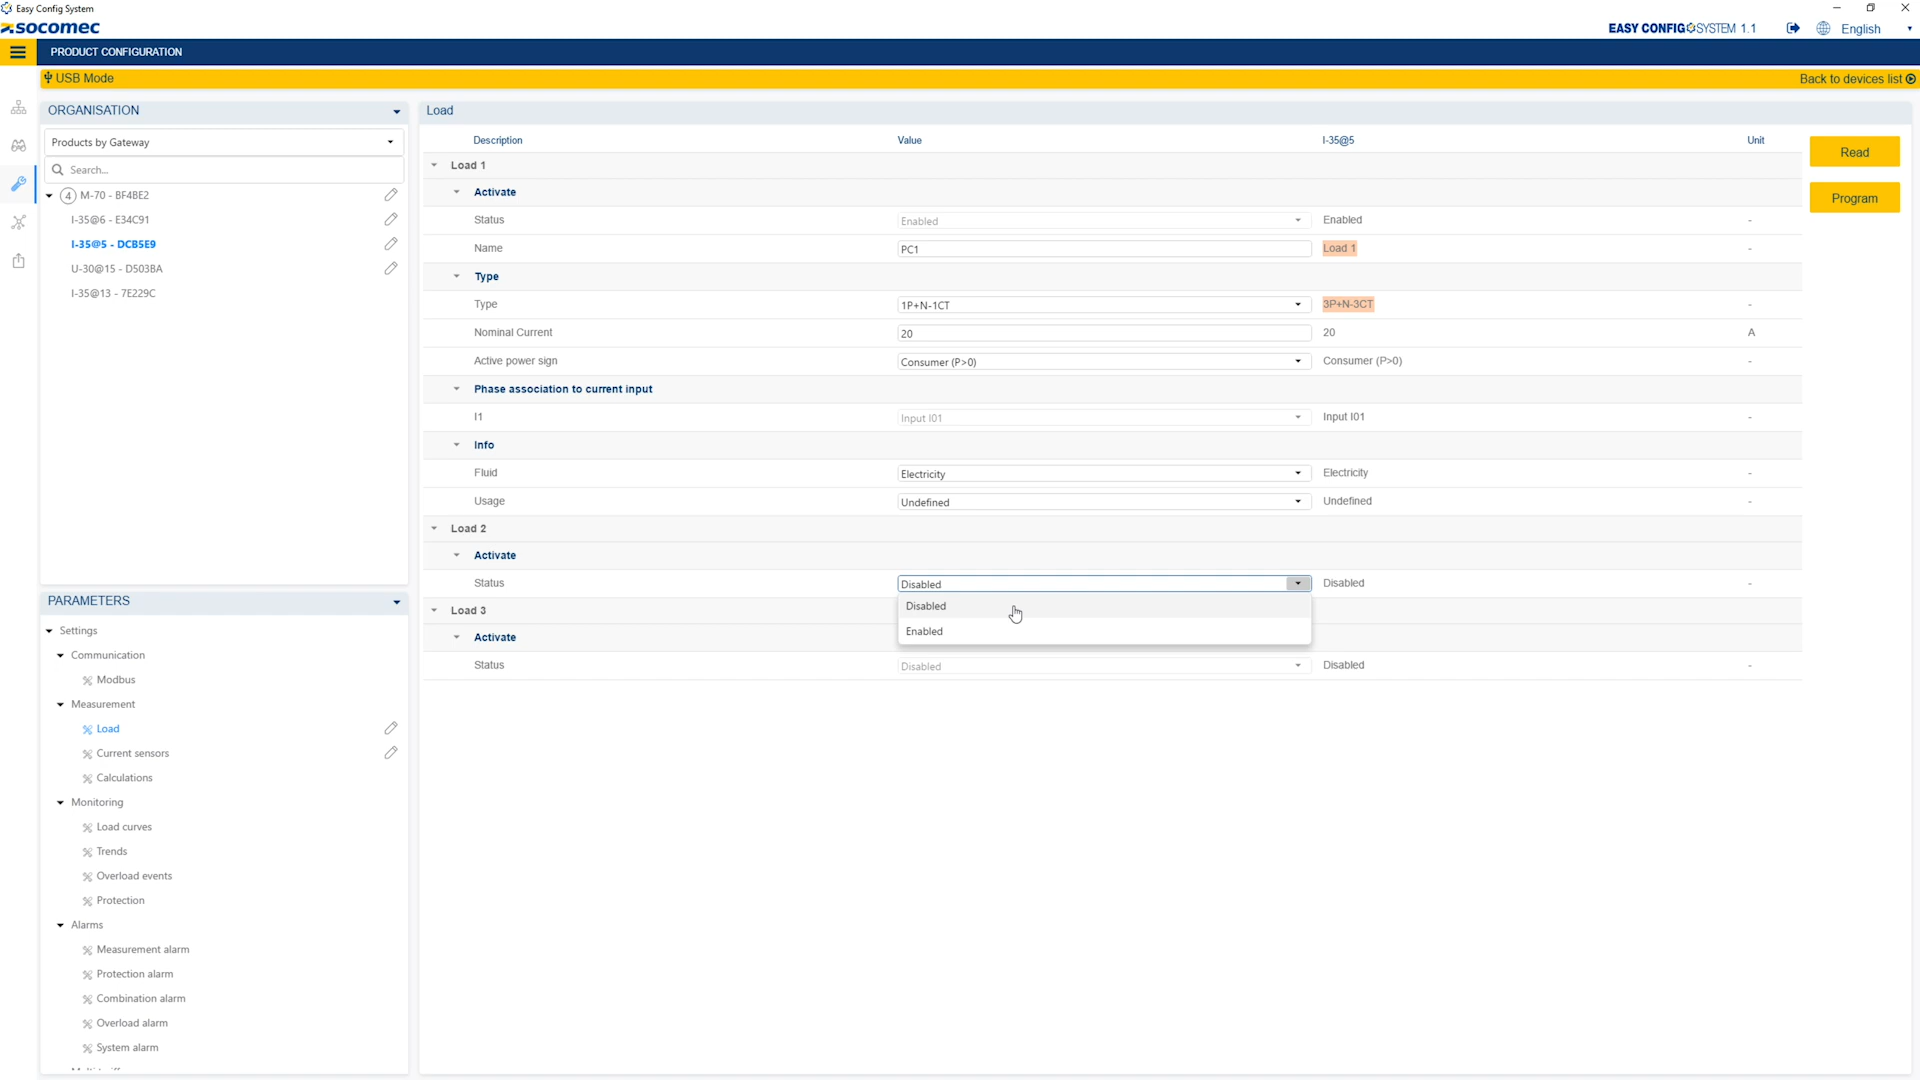 Easy Config System
socomec
EASY CONFIG SYSTEM 1.1
English
PRODUCT CONFIGURATION
USB Mode
Back to devices list
ORGANISATION
Products by Gateway
Search...
4 M-70 - BF4BE2
I-35@6 - E34C91
I-35@5 - DCB5E9
U-30@15 - D503BA
I-35@13 - 7E229C
PARAMETERS
Settings
Communication
Modbus
Measurement
Load
Current sensors
Calculations
Monitoring
Load curves
Trends
Overload events
Protection
Alarms
Measurement alarm
Protection alarm
Combination alarm
Overload alarm
System alarm
Load
Description Value I-35@5 Unit
Load 1
Activate
Status Enabled Enabled -
Name PC1 Load 1 -
Type
Type 1P+N-1CT 3P+N-3CT -
Nominal Current 20 20 A
Active power sign Consumer (P>0) Consumer (P>0) -
Phase association to current input
I1 Input I01 Input I01 -
Info
Fluid Electricity Electricity -
Usage Undefined Undefined -
Load 2
Activate
Status Disabled Disabled -
Disabled
Enabled
Load 3
Activate
Status Disabled Disabled -
Read
Program